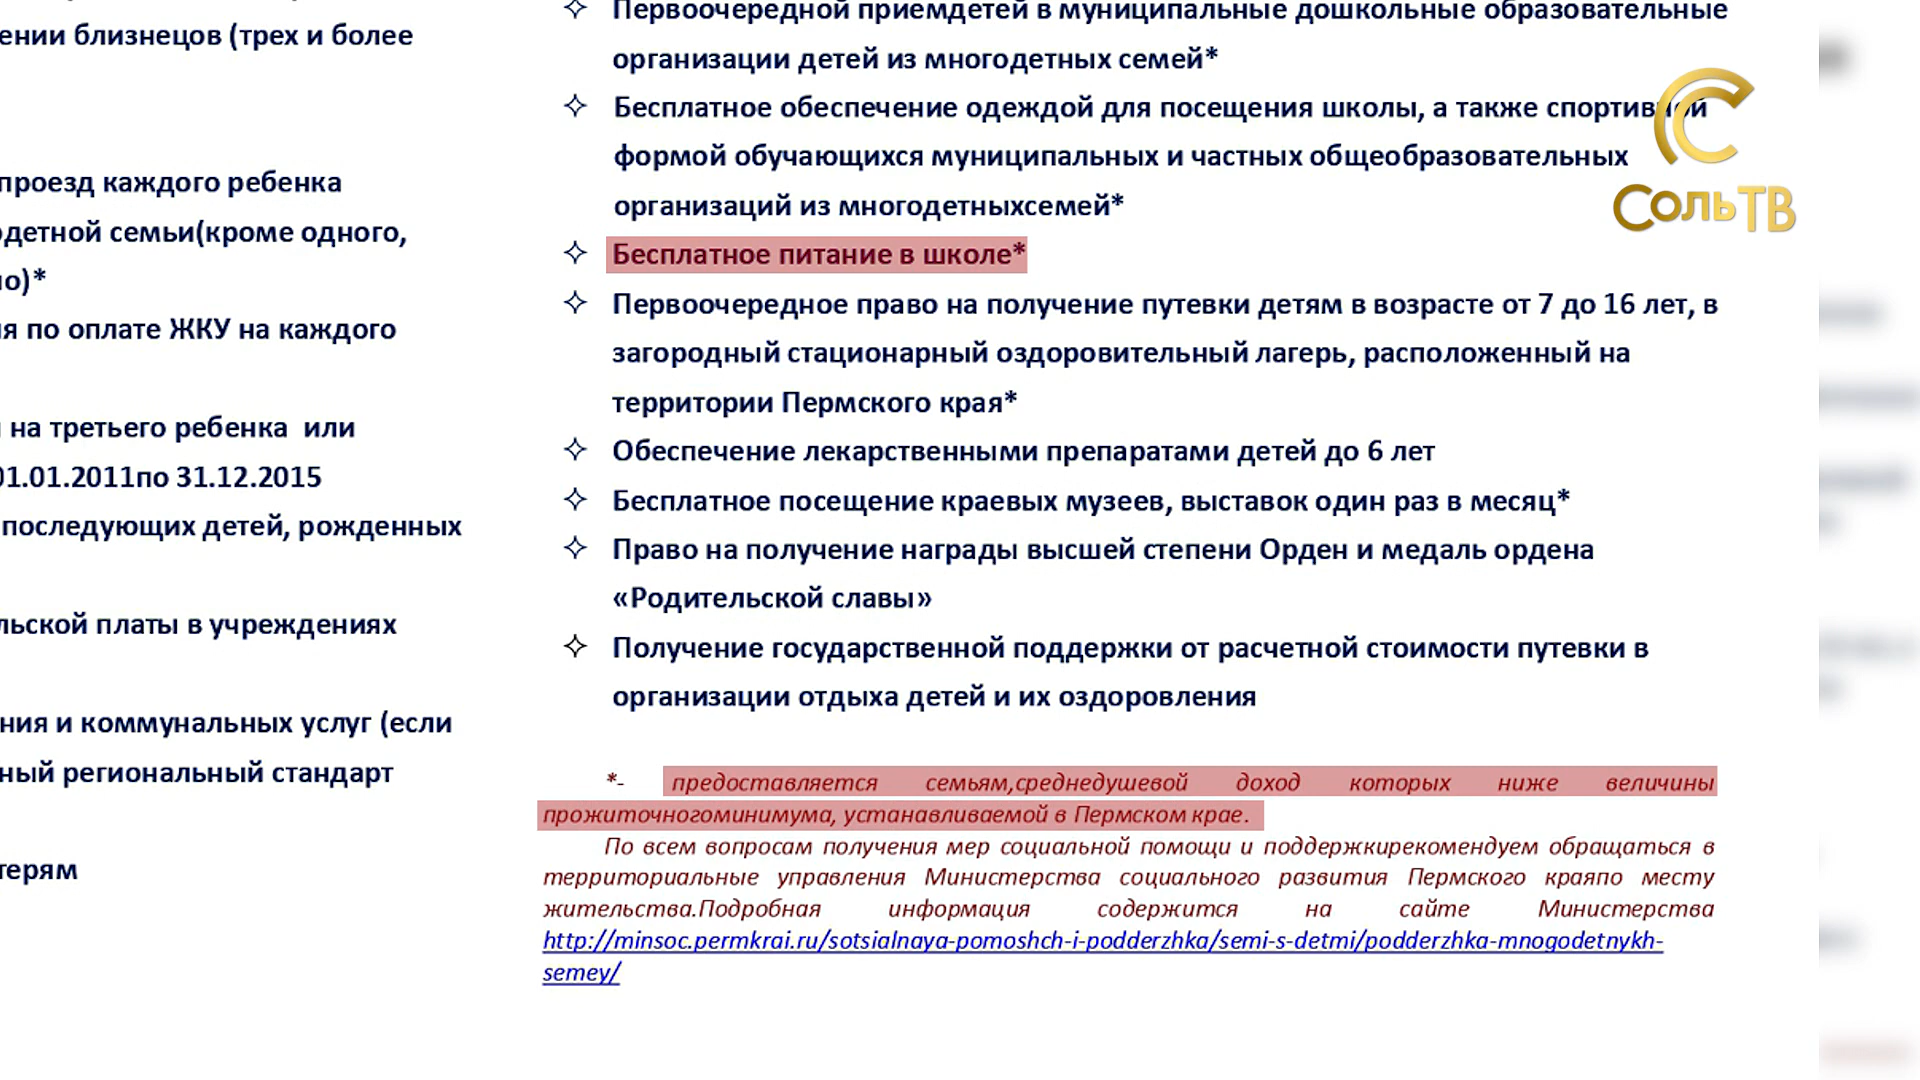 ении близнецов (трех и более
проезд каждого ребенка
одетной семьи(кроме одного,
но)*
ия по оплате ЖКУ на каждого
на третьего ребенка или
01.01.2011по 31.12.2015
последующих детей, рожденных
льской платы в учреждениях
ния и коммунальных услуг (если
ный региональный стандарт
терям
✧ Первоочередной приемдетей в муниципальные дошкольные образовательные
организации детей из многодетных семей*
✧ Бесплатное обеспечение одеждой для посещения школы, а также спортивной
формой обучающихся муниципальных и частных общеобразовательных
организаций из многодетныхсемей*
✧ Бесплатное питание в школе*
✧ Первоочередное право на получение путевки детям в возрасте от 7 до 16 лет, в
загородный стационарный оздоровительный лагерь, расположенный на
территории Пермского края*
✧ Обеспечение лекарственными препаратами детей до 6 лет
✧ Бесплатное посещение краевых музеев, выставок один раз в месяц*
✧ Право на получение награды высшей степени Орден и медаль ордена
«Родительской славы»
✧ Получение государственной поддержки от расчетной стоимости путевки в
организации отдыха детей и их оздоровления
*- предоставляется семьям,среднедушевой доход которых ниже величины
прожиточногоминимума, устанавливаемой в Пермском крае.
По всем вопросам получения мер социальной помощи и поддержкирекомендуем обращаться в
территориальные управления Министерства социального развития Пермского краяпо месту
жительства.Подробная информация содержится на сайте Министерства
http://minsoc.permkrai.ru/sotsialnaya-pomoshch-i-podderzhka/semi-s-detmi/podderzhka-mnogodetnykh-
semey/
СольТВ